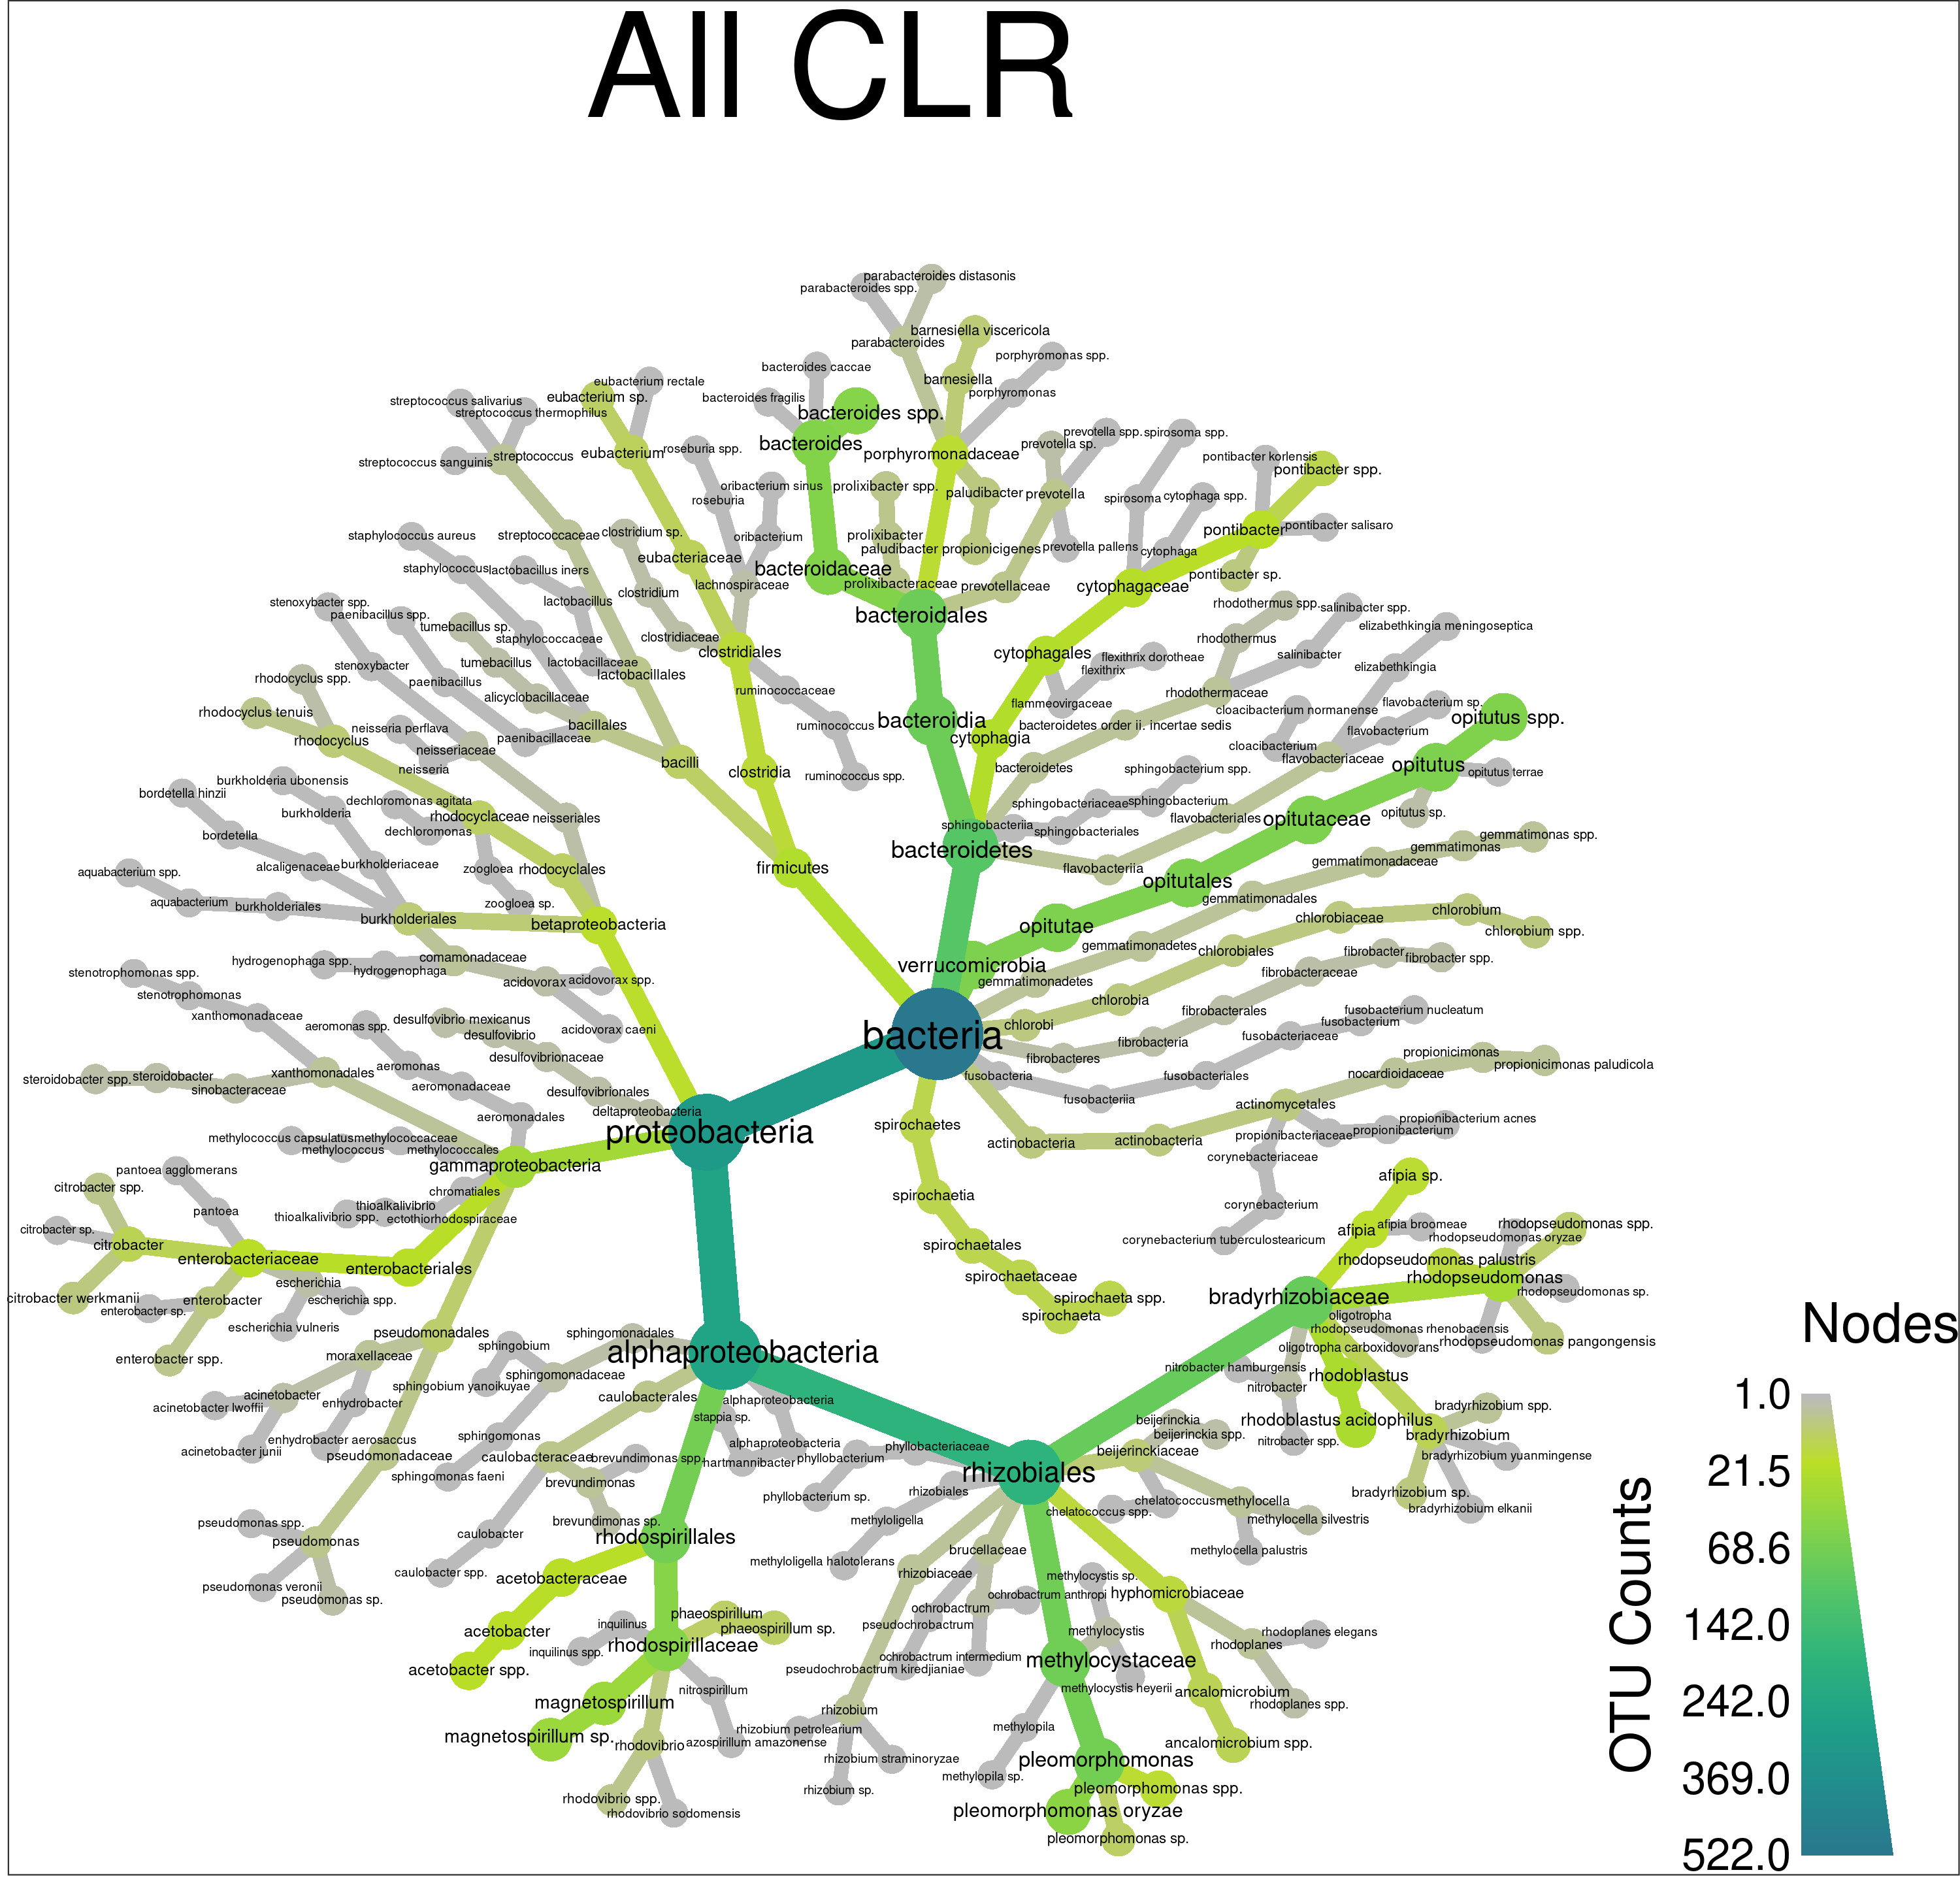 All CLR
parabacteroides distasonis
parabacteroides spp.
barnesiella viscericola
parabacteroides
porphyromonas spp.
bacteroides caccae
eubacterium rectale
barnesiella
porphyromonas
eubacterium sp.
bacteroides fragilis
streptococcus salivarius
streptococcus thermophilus
bacteroides spp.
bacteroides
prevotella spp.
spirosoma spp.
prevotella sp.
roseburia spp.
eubacterium
porphyromonadaceae
streptococcus
streptococcus sanguinis
pontibacter korlensis
pontibacter spp.
oribacterium sinus
prolixibacter spp.
paludibacter
prevotella
spirosoma
cytophaga spp.
roseburia
pontibacter
pontibacter salisaro
staphylococcus aureus
streptococcaceae
clostridium sp.
oribacterium
prolixibacter
paludibacter propionicigenes
prevotella pallens
cytophaga
eubacteriaceae
staphylococcus
lactobacillus iners
bacteroidaceae
pontibacter sp.
lachnospiraceae
prolixibacteraceae
prevotellaceae
cytophagaceae
clostridium
lactobacillus
stenoxybacter spp.
paenibacillus spp.
bacteroidales
rhodothermus spp.
salinibacter spp.
tumebacillus sp.
staphylococcaceae
clostridiaceae
rhodothermus
elizabethkingia meningoseptica
clostridiales
cytophagales
flexithrix dorotheae
salinibacter
stenoxybacter
tumebacillus
lactobacillaceae
flexithrix
elizabethkingia
rhodocyclus spp.
paenibacillus
lactobacillales
alicyclobacillaceae
ruminococcaceae
rhodothermaceae
flammeovirgaceae
flavobacterium sp.
cloacibacterium normanense
rhodocyclus tenuis
neisseria perflava
bacillales
ruminococcus
bacteroidia
bacteroidetes order ii. incertae sedis
opitutus spp.
rhodocyclus
paenibacillaceae
cytophagia
flavobacterium
neisseriaceae
cloacibacterium
flavobacteriaceae
neisseria
bacilli
clostridia
ruminococcus spp.
bacteroidetes
sphingobacterium spp.
opitutus
opitutus terrae
burkholderia ubonensis
bordetella hinzii
dechloromonas agitata
sphingobacteriaceae
sphingobacterium
burkholderia
rhodocyclaceae
neisseriales
flavobacteriales
opitutaceae
opitutus sp.
dechloromonas
sphingobacteriia
sphingobacteriales
bordetella
bacteroidetes
gemmatimonas spp.
gemmatimonas
alcaligenaceae
burkholderiaceae
aquabacterium spp.
zoogloea
rhodocyclales
firmicutes
flavobacteriia
opitutales
gemmatimonadaceae
gemmatimonadales
aquabacterium
burkholderiales
zoogloea sp.
burkholderiales
betaproteobacteria
opitutae
chlorobiaceae
chlorobium
chlorobium spp.
gemmatimonadetes
chlorobiales
fibrobacter
fibrobacter spp.
hydrogenophaga spp.
comamonadaceae
stenotrophomonas spp.
hydrogenophaga
verrucomicrobia
fibrobacteraceae
acidovorax
acidovorax spp.
gemmatimonadetes
stenotrophomonas
chlorobia
fibrobacterales
fusobacterium nucleatum
xanthomonadaceae
aeromonas spp.
desulfovibrio mexicanus
acidovorax caeni
bacteria
chlorobi
fusobacterium
desulfovibrio
fibrobacteria
fusobacteriaceae
desulfovibrionaceae
fibrobacteres
propionicimonas
propionicimonas paludicola
steroidobacter spp.
steroidobacter
xanthomonadales
aeromonas
fusobacteria
fusobacteriales
nocardioidaceae
sinobacteraceae
aeromonadaceae
desulfovibrionales
fusobacteriia
actinomycetales
deltaproteobacteria
aeromonadales
spirochaetes
propionibacterium acnes
proteobacteria
propionibacteriaceae
propionibacterium
methylococcus capsulatus
methylococcaceae
actinobacteria
actinobacteria
methylococcus
methylococcales
corynebacteriaceae
gammaproteobacteria
pantoea agglomerans
afipia sp.
citrobacter spp.
chromatiales
spirochaetia
thioalkalivibrio
corynebacterium
pantoea
thioalkalivibrio spp.
ectothiorhodospiraceae
citrobacter sp.
afipia
afipia broomeae
rhodopseudomonas spp.
corynebacterium tuberculostearicum
rhodopseudomonas oryzae
citrobacter
spirochaetales
enterobacteriaceae
enterobacteriales
rhodopseudomonas palustris
spirochaetaceae
rhodopseudomonas
escherichia
citrobacter werkmanii
enterobacter
escherichia spp.
spirochaeta spp.
bradyrhizobiaceae
rhodopseudomonas sp.
enterobacter sp.
spirochaeta
oligotropha
escherichia vulneris
pseudomonadales
sphingomonadales
rhodopseudomonas rhenobacensis
Nodes
rhodopseudomonas pangongensis
sphingobium
oligotropha carboxidovorans
enterobacter spp.
moraxellaceae
alphaproteobacteria
nitrobacter hamburgensis
sphingomonadaceae
rhodoblastus
sphingobium yanoikuyae
nitrobacter
acinetobacter
caulobacterales
alphaproteobacteria
1.0
acinetobacter lwoffii
enhydrobacter
stappia sp.
bradyrhizobium spp.
beijerinckia
rhodoblastus acidophilus
sphingomonas
beijerinckia spp.
bradyrhizobium
enhydrobacter aerosaccus
alphaproteobacteria
phyllobacteriaceae
nitrobacter spp.
acinetobacter junii
pseudomonadaceae
caulobacteraceae
brevundimonas spp.
hartmannibacter
phyllobacterium
beijerinckiaceae
bradyrhizobium yuanmingense
rhizobiales
21.5
sphingomonas faeni
brevundimonas
rhizobiales
phyllobacterium sp.
bradyrhizobium sp.
chelatococcus
methylocella
bradyrhizobium elkanii
chelatococcus spp.
pseudomonas spp.
brevundimonas sp.
methyloligella
methylocella silvestris
caulobacter
rhodospirillales
pseudomonas
68.6
brucellaceae
methylocella palustris
methyloligella halotolerans
caulobacter spp.
acetobacteraceae
rhizobiaceae
methylocystis sp.
pseudomonas veronii
ochrobactrum anthropi
hyphomicrobiaceae
pseudomonas sp.
ochrobactrum
phaeospirillum
inquilinus
pseudochrobactrum
142.0
acetobacter
phaeospirillum sp.
methylocystis
rhodoplanes elegans
rhodospirillaceae
rhodoplanes
inquilinus spp.
ochrobactrum intermedium
methylocystaceae
OTU Counts
acetobacter spp.
pseudochrobactrum kiredjianiae
methylocystis heyerii
nitrospirillum
ancalomicrobium
magnetospirillum
rhodoplanes spp.
242.0
rhizobium
rhizobium petrolearium
methylopila
magnetospirillum sp.
rhodovibrio
azospirillum amazonense
ancalomicrobium spp.
rhizobium straminoryzae
pleomorphomonas
methylopila sp.
369.0
rhizobium sp.
pleomorphomonas spp.
rhodovibrio spp.
rhodovibrio sodomensis
pleomorphomonas oryzae
pleomorphomonas sp.
522.0